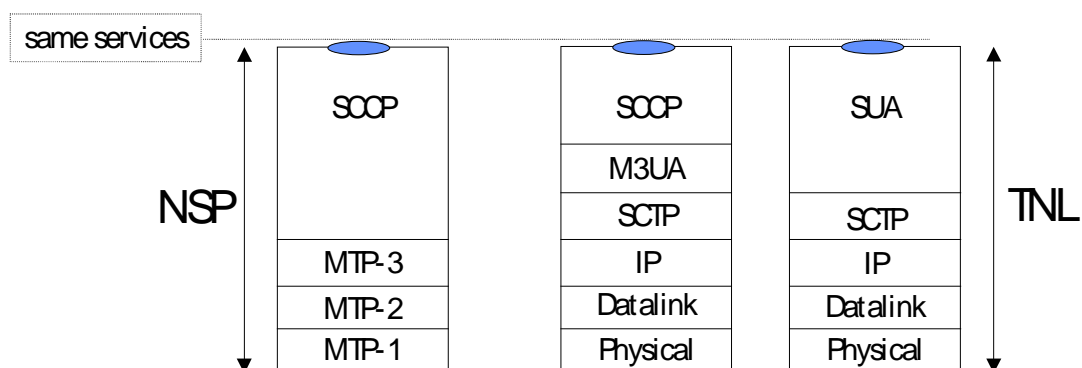 same services
SCCP
SCCP
SUA
M3UA
NSP
TNL
SCTP
SCTP
MTP-3
IP
IP
MTP-2
Datalink
Datalink
MTP-1
Physical
Physical